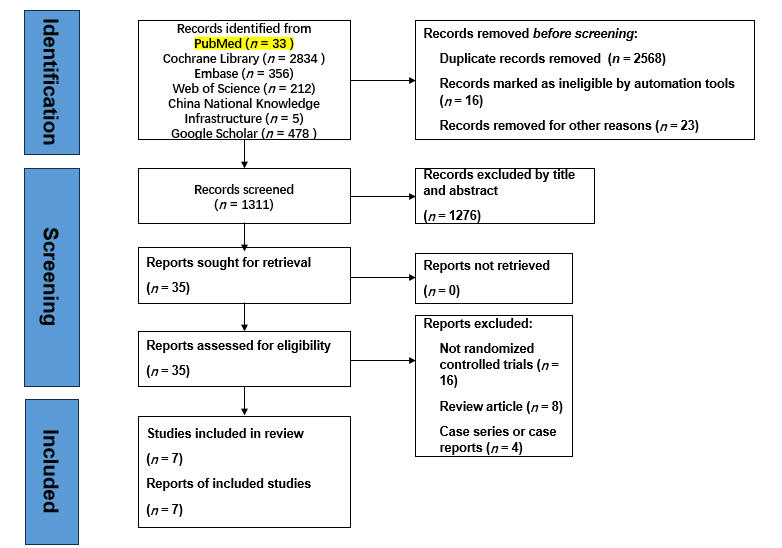 Identification
Records identified from
PubMed (n = 33 )
Cochrane Library (n = 2834 )
Embase (n = 356)
Web of Science (n = 212)
China National Knowledge
Infrastructure (n = 5)
Google Scholar (n = 478 )
Records removed before screening:
Duplicate records removed (n = 2568)
Records marked as ineligible by automation tools
(n = 16)
Records removed for other reasons (n = 23)
Screening
Records screened
(n = 1311)
Records excluded by title
and abstract
(n = 1276)
Reports sought for retrieval
(n = 35)
Reports not retrieved
(n = 0)
Reports assessed for eligibility
(n = 35)
Reports excluded:
Not randomized
controlled trials (n =
16)
Review article (n = 8)
Case series or case
reports (n = 4)
Included
Studies included in review
(n = 7)
Reports of included studies
(n = 7)